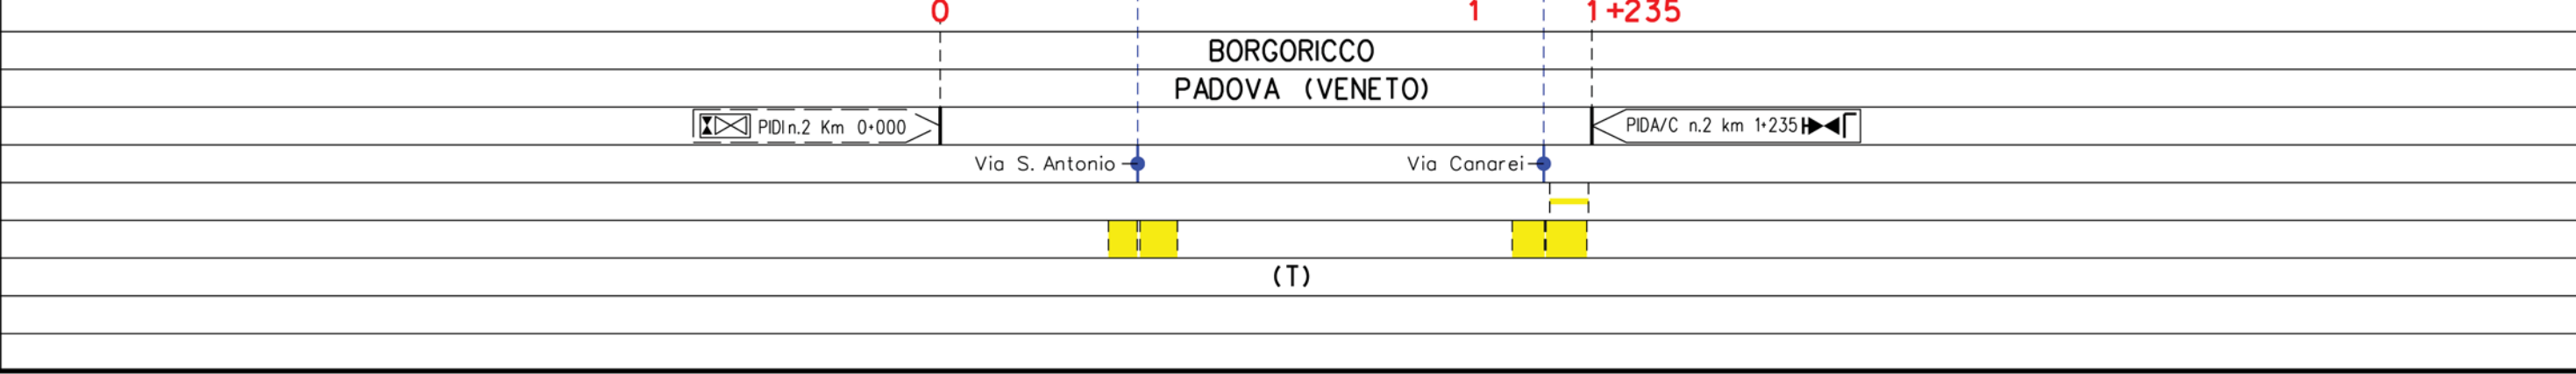 0 1 1+235
BORGORICCO
PADOVA (VENETO)
PIDI n.2 Km 0+000 PIDA/C n.2 km 1+235
Via S. Antonio Via Canarei
(T)